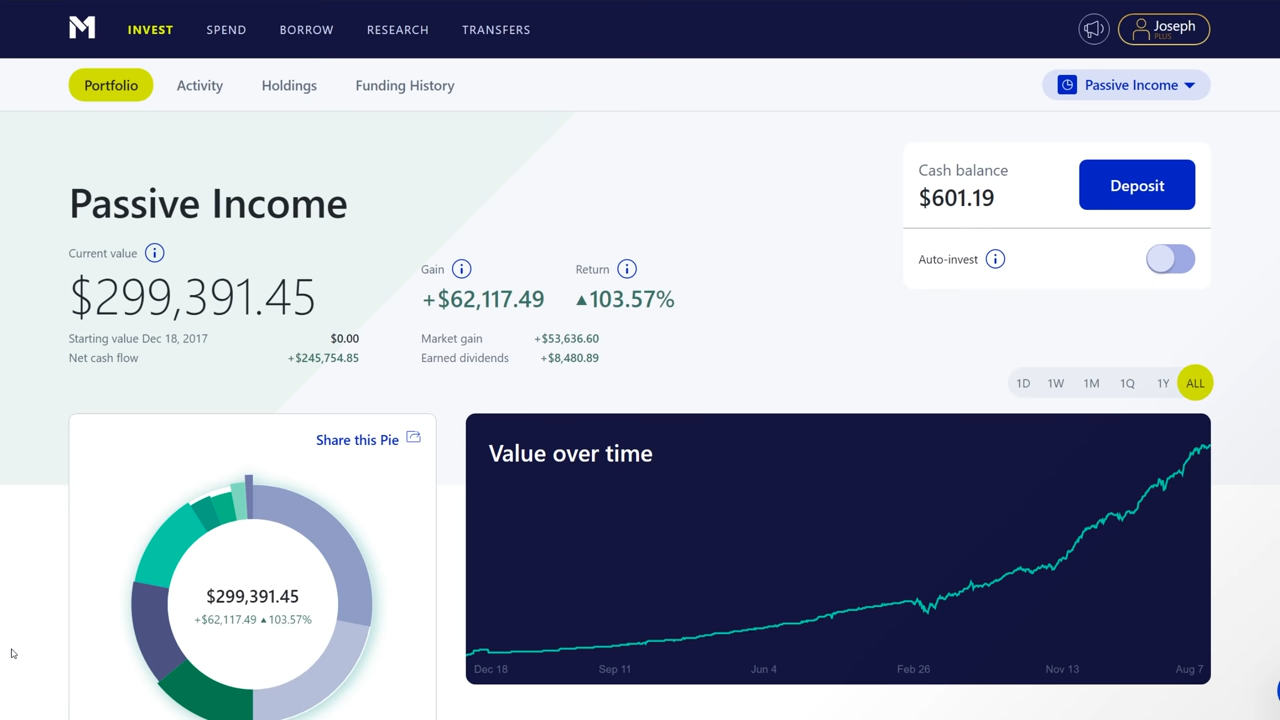 INVEST SPEND BORROW RESEARCH TRANSFERS
Joseph
PLUS
Portfolio Activity Holdings Funding History
Passive Income
Passive Income
Cash balance
$601.19
Deposit
Auto-invest
Current value
$299,391.45
Starting value Dec 18, 2017 $0.00
Net cash flow +$245,754.85
Gain
+$62,117.49
Return
▲103.57%
Market gain +$53,636.60
Earned dividends +$8,480.89
1D 1W 1M 1Q 1Y ALL
Share this Pie
$299,391.45
+$62,117.49 ▲103.57%
Value over time
Dec 18 Sep 11 Jun 4 Feb 26 Nov 13 Aug 7